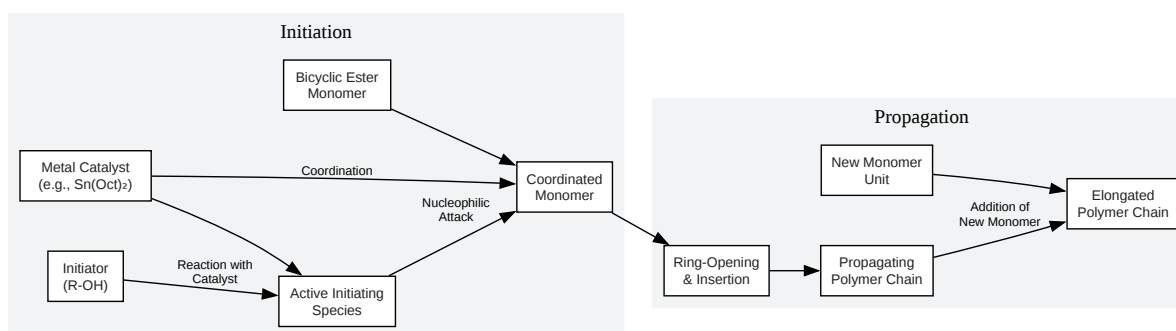 Initiation
Bicyclic Ester
Monomer
Metal Catalyst
(e.g., Sn(Oct)₂)
Coordination
Coordinated
Monomer
Nucleophilic
Attack
Initiator
(R-OH)
Reaction with
Catalyst
Active Initiating
Species
Propagation
New Monomer
Unit
Elongated
Polymer Chain
Addition of
New Monomer
Ring-Opening
& Insertion
Propagating
Polymer Chain